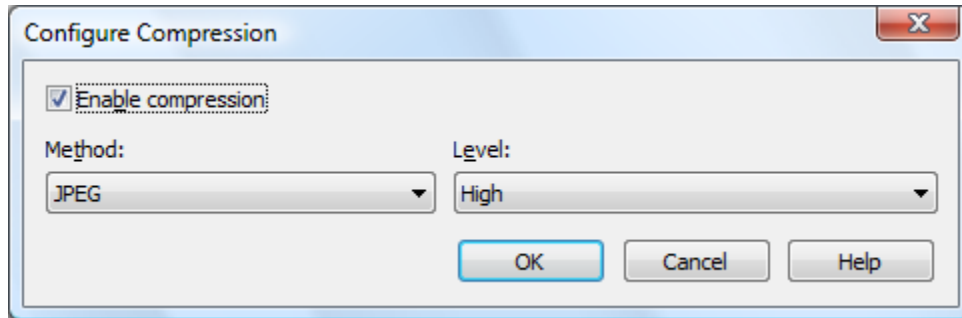 Configure Compression
Enable compression
Method: Level:
JPEG High
OK Cancel Help